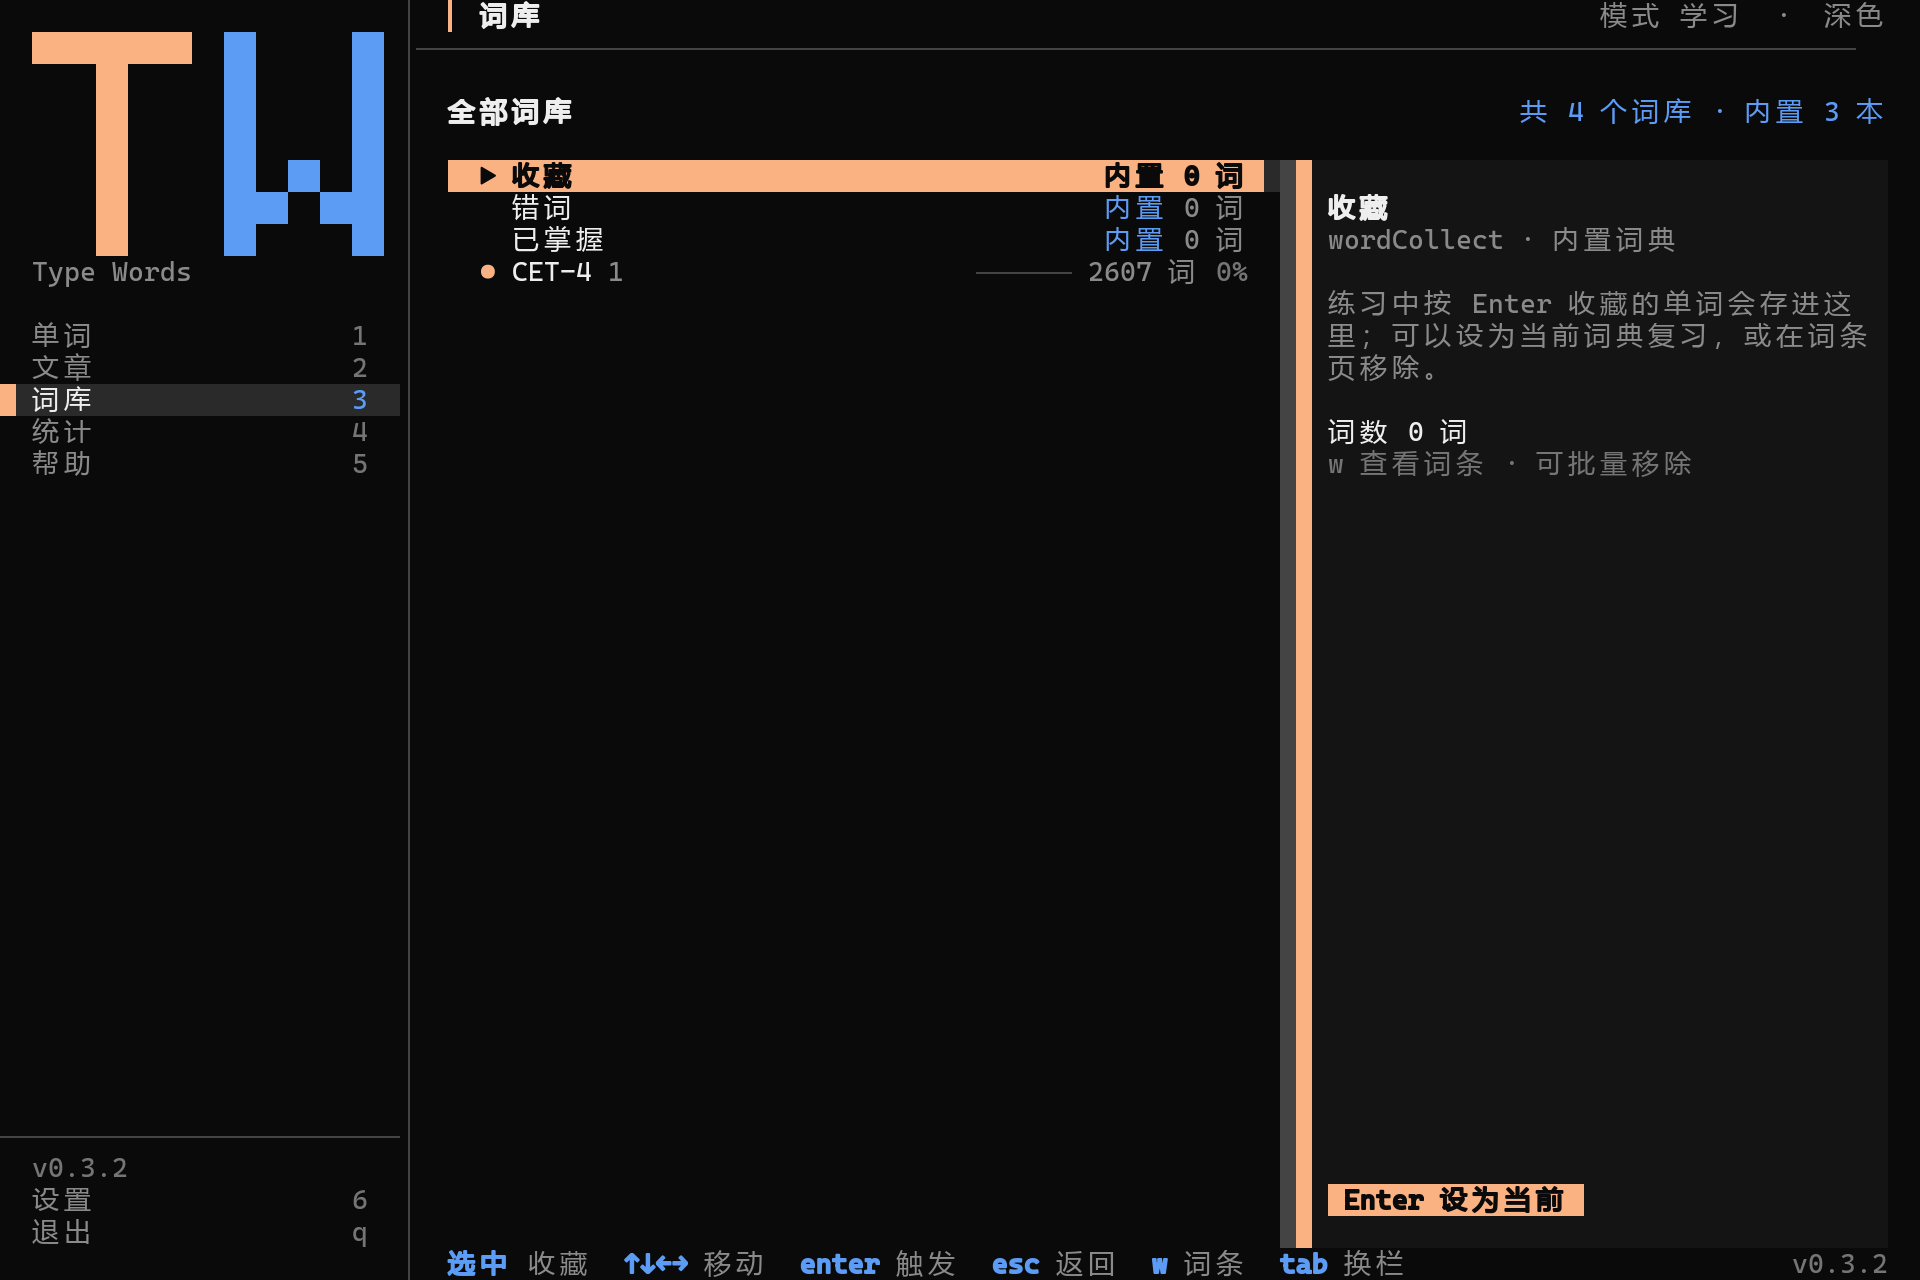 TW
Type Words
单词 1
文章 2
词库 3
统计 4
帮助 5
v0.3.2
设置 6
退出 q
词库
模式 学习 · 深色
全部词库
共 4 个词库 · 内置 3 本
▶ 收藏 内置 0 词
错词 内置 0 词
已掌握 内置 0 词
● CET-4 1 2607 词 0%
收藏
wordCollect · 内置词典
练习中按 Enter 收藏的单词会存进这
里；可以设为当前词典复习，或在词条
页移除。
词数 0 词
w 查看词条 · 可批量移除
Enter 设为当前
选中 收藏 ↑↓←→ 移动 enter 触发 esc 返回 w 词条 tab 换栏
v0.3.2